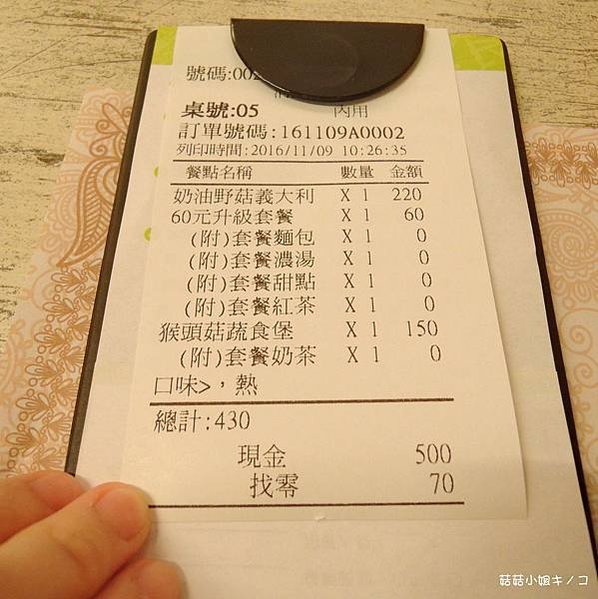 號碼:002
桌號:05 內用
訂單號碼:161109A0002
列印時間:2016/11/09 10:26:35
餐點名稱 數量 金額
奶油野菇義大利 X 1 220
60元升級套餐 X 1 60
(附)套餐麵包 X 1 0
(附)套餐濃湯 X 1 0
(附)套餐甜點 X 1 0
(附)套餐紅茶 X 1 0
猴頭菇蔬食堡 X 1 150
(附)套餐奶茶 X 1 0
口味>，熱
總計:430
現金 500
找零 70
菇菇小娘キノコ